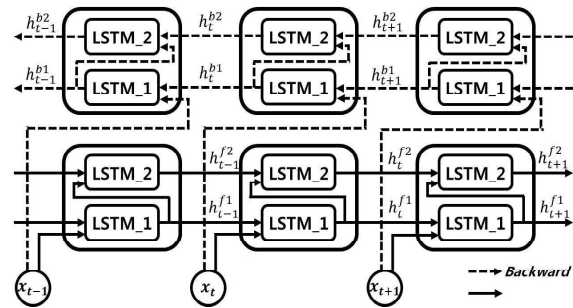 h_{t-1}^{b2} LSTM_2 h_t^{b2} LSTM_2 h_{t+1}^{b2} LSTM_2
h_{t-1}^{b1} LSTM_1 h_t^{b1} LSTM_1 h_{t+1}^{b1} LSTM_1
LSTM_2 h_{t-1}^{f2} LSTM_2 h_t^{f2} LSTM_2 h_{t+1}^{f2}
LSTM_1 h_{t-1}^{f1} LSTM_1 h_t^{f1} LSTM_1 h_{t+1}^{f1}
x_{t-1} x_t x_{t+1}
Backward